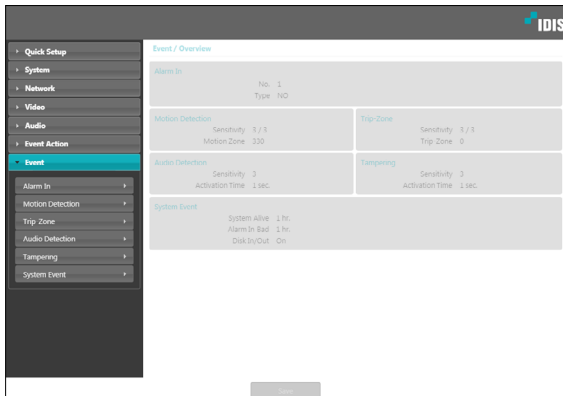 IDIS
Quick Setup
System
Network
Video
Audio
Event Action
Event
Alarm In
Motion Detection
Trip-Zone
Audio Detection
Tampering
System Event
Event / Overview
Alarm In
No. 1
Type NO
Motion Detection
Sensitivity 3 / 3
Motion Zone 330
Trip-Zone
Sensitivity 3 / 3
Trip-Zone 0
Audio Detection
Sensitivity 3
Activation Time 1 sec.
Tampering
Sensitivity 3
Activation Time 1 sec.
System Event
System Alive 1 hr.
Alarm In Bad 1 hr.
Disk In/Out On
Save